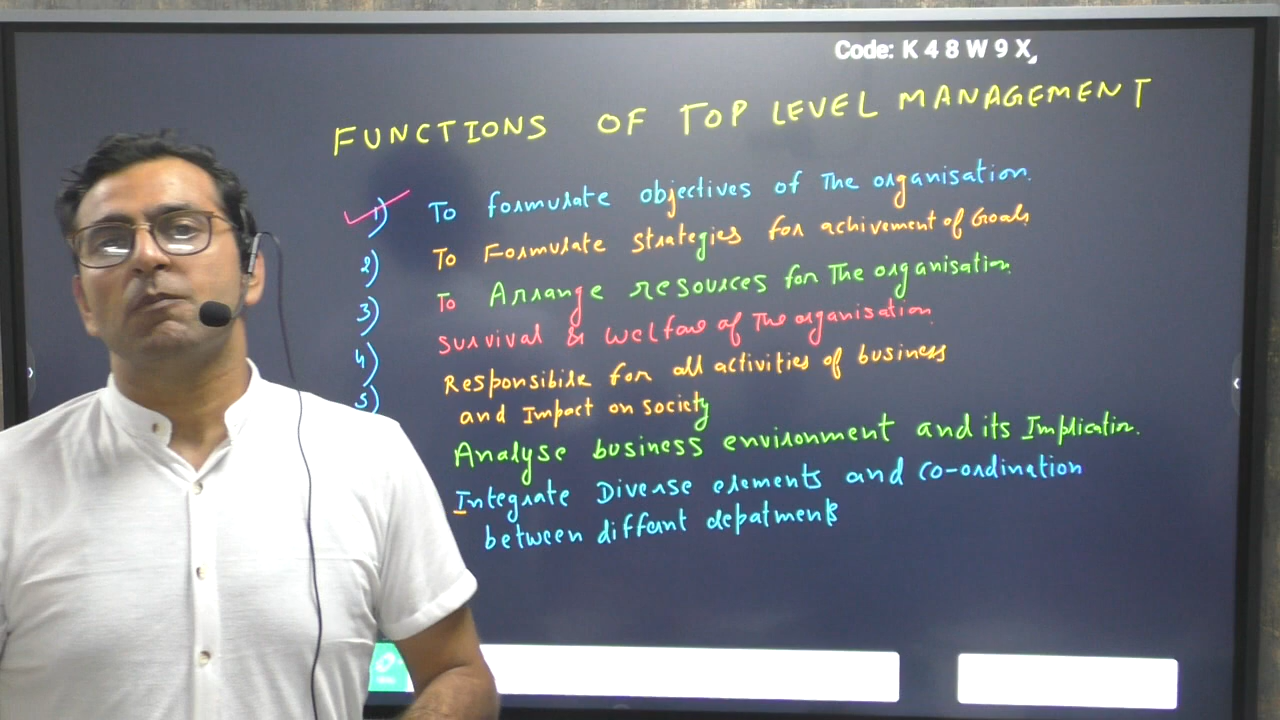 Code: K 4 8 W 9 X,
FUNCTIONS OF TOP LEVEL MANAGEMENT
1) To formulate objectives of The organisation.
2) To Formulate strategies for achivement of Goals
3) To Arrange resources for The organisation.
4) Survival & Welfare of The organisation.
5) Responsibile for all activities of business
and Impact on society
Analyse business environment and its Implication.
Integrate Diverse elements and co-ordination
between differnt depatments